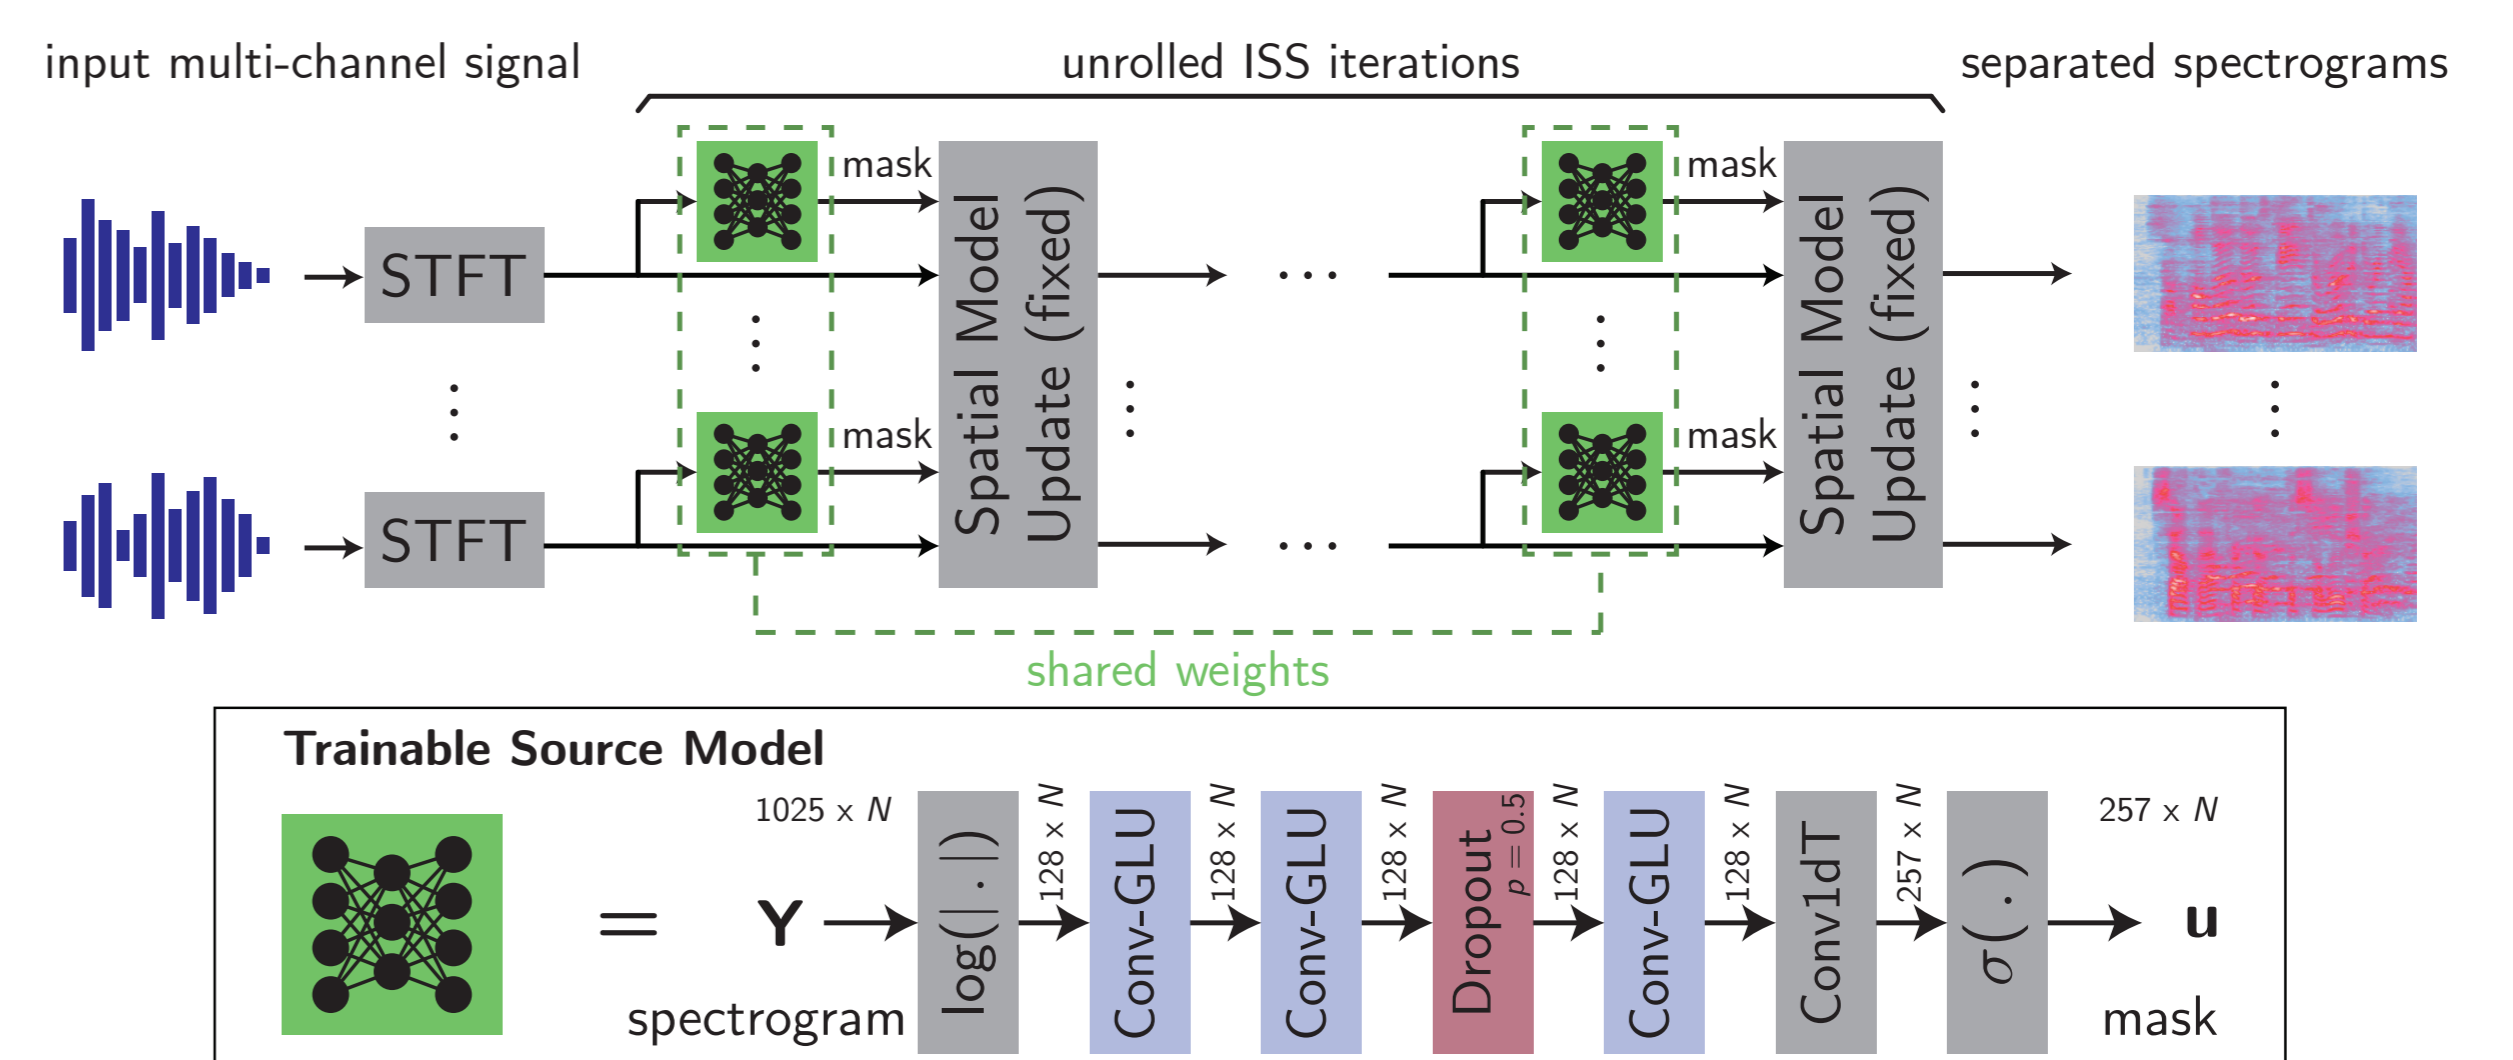 input multi-channel signal
unrolled ISS iterations
separated spectrograms
mask
mask
STFT
Spatial Model
Update (fixed)
...
Spatial Model
Update (fixed)
mask
mask
STFT
...
shared weights
Trainable Source Model
1025 x N
128 x N
128 x N
128 x N
128 x N
128 x N
257 x N
257 x N
= Y
log(|.|)
Conv-GLU
Conv-GLU
Dropout
p = 0.5
Conv-GLU
Conv1dT
σ(.)
u
spectrogram
mask